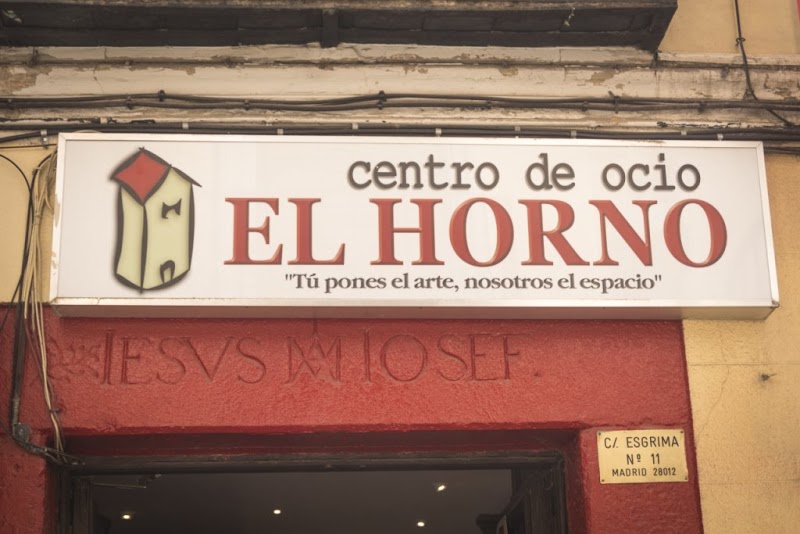 centro de ocio
EL HORNO
"Tú pones el arte, nosotros el espacio"
IESVS MA IOSEF.
C/. ESGRIMA
Nº 11
MADRID 28012